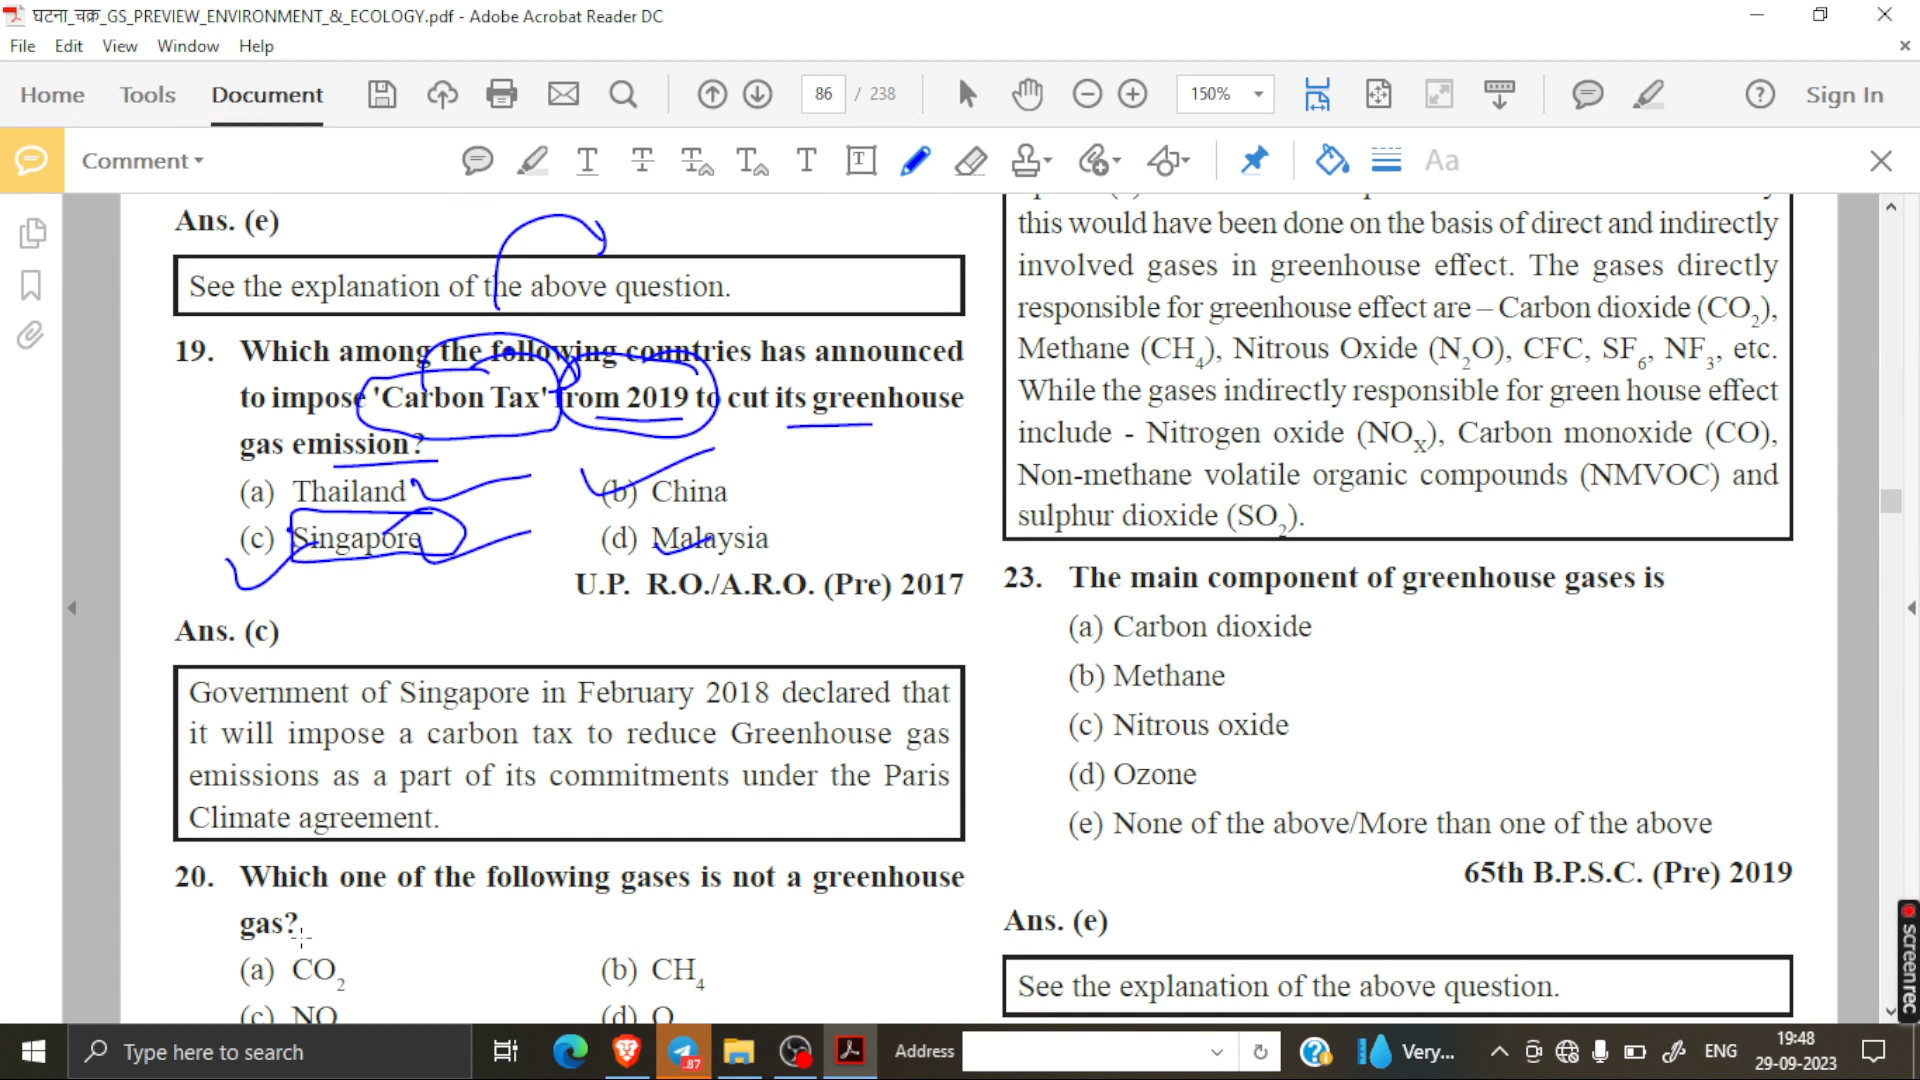 घटना_चक्र_GS_PREVIEW_ENVIRONMENT_&_ECOLOGY.pdf - Adobe Acrobat Reader DC
File Edit View Window Help
Home Tools Document 86 / 238 150% Sign In
Comment
Ans. (e)
See the explanation of the above question.
19. Which among the following countries has announced
to impose 'Carbon Tax' from 2019 to cut its greenhouse
gas emission?
(a) Thailand (b) China
(c) Singapore (d) Malaysia
U.P. R.O./A.R.O. (Pre) 2017
Ans. (c)
Government of Singapore in February 2018 declared that
it will impose a carbon tax to reduce Greenhouse gas
emissions as a part of its commitments under the Paris
Climate agreement.
20. Which one of the following gases is not a greenhouse
gas?
(a) CO₂ (b) CH₄
(c) NO (d) O
this would have been done on the basis of direct and indirectly
involved gases in greenhouse effect. The gases directly
responsible for greenhouse effect are – Carbon dioxide (CO₂),
Methane (CH₄), Nitrous Oxide (N₂O), CFC, SF₆, NF₃, etc.
While the gases indirectly responsible for green house effect
include - Nitrogen oxide (NOₓ), Carbon monoxide (CO),
Non-methane volatile organic compounds (NMVOC) and
sulphur dioxide (SO₂).
23. The main component of greenhouse gases is
(a) Carbon dioxide
(b) Methane
(c) Nitrous oxide
(d) Ozone
(e) None of the above/More than one of the above
65th B.P.S.C. (Pre) 2019
Ans. (e)
See the explanation of the above question.
screenrec
Type here to search 87 Address Very... ENG 19:48
29-09-2023